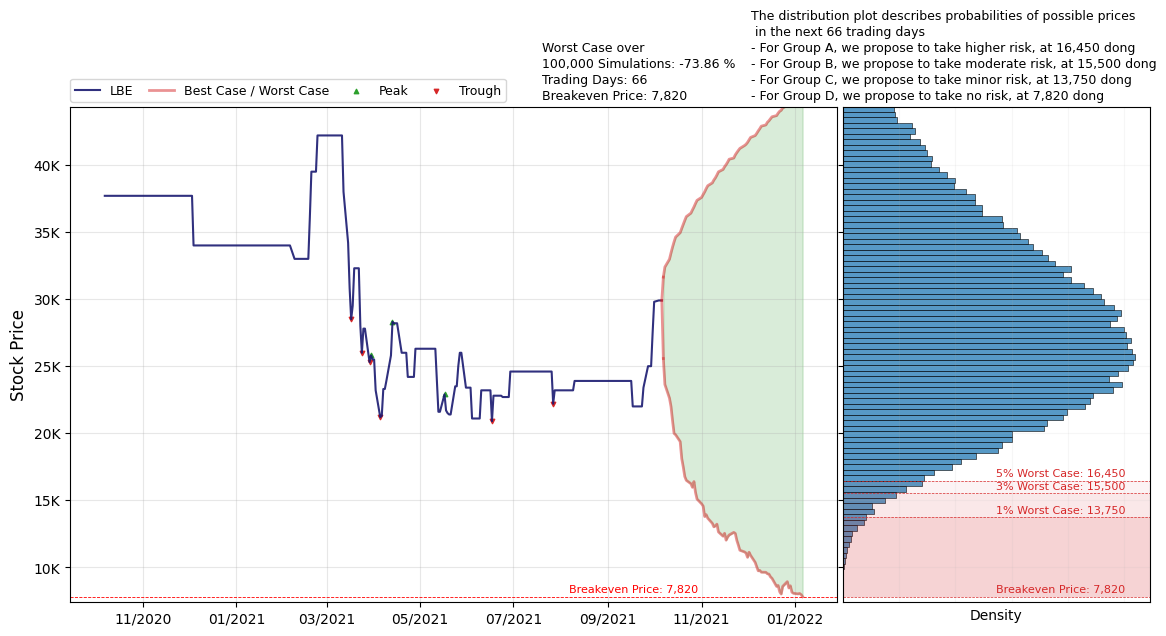 The distribution plot describes probabilities of possible prices
in the next 66 trading days
- For Group A, we propose to take higher risk, at 16,450 dong
- For Group B, we propose to take moderate risk, at 15,500 dong
- For Group C, we propose to take minor risk, at 13,750 dong
- For Group D, we propose to take no risk, at 7,820 dong
Worst Case over
100,000 Simulations: -73.86 %
Trading Days: 66
Breakeven Price: 7,820
LBE
Best Case / Worst Case
Peak
Trough
Stock Price
40K
35K
30K
25K
20K
15K
10K
Breakeven Price: 7,820
11/2020
01/2021
03/2021
05/2021
07/2021
09/2021
11/2021
01/2022
5% Worst Case: 16,450
3% Worst Case: 15,500
1% Worst Case: 13,750
Breakeven Price: 7,820
Density